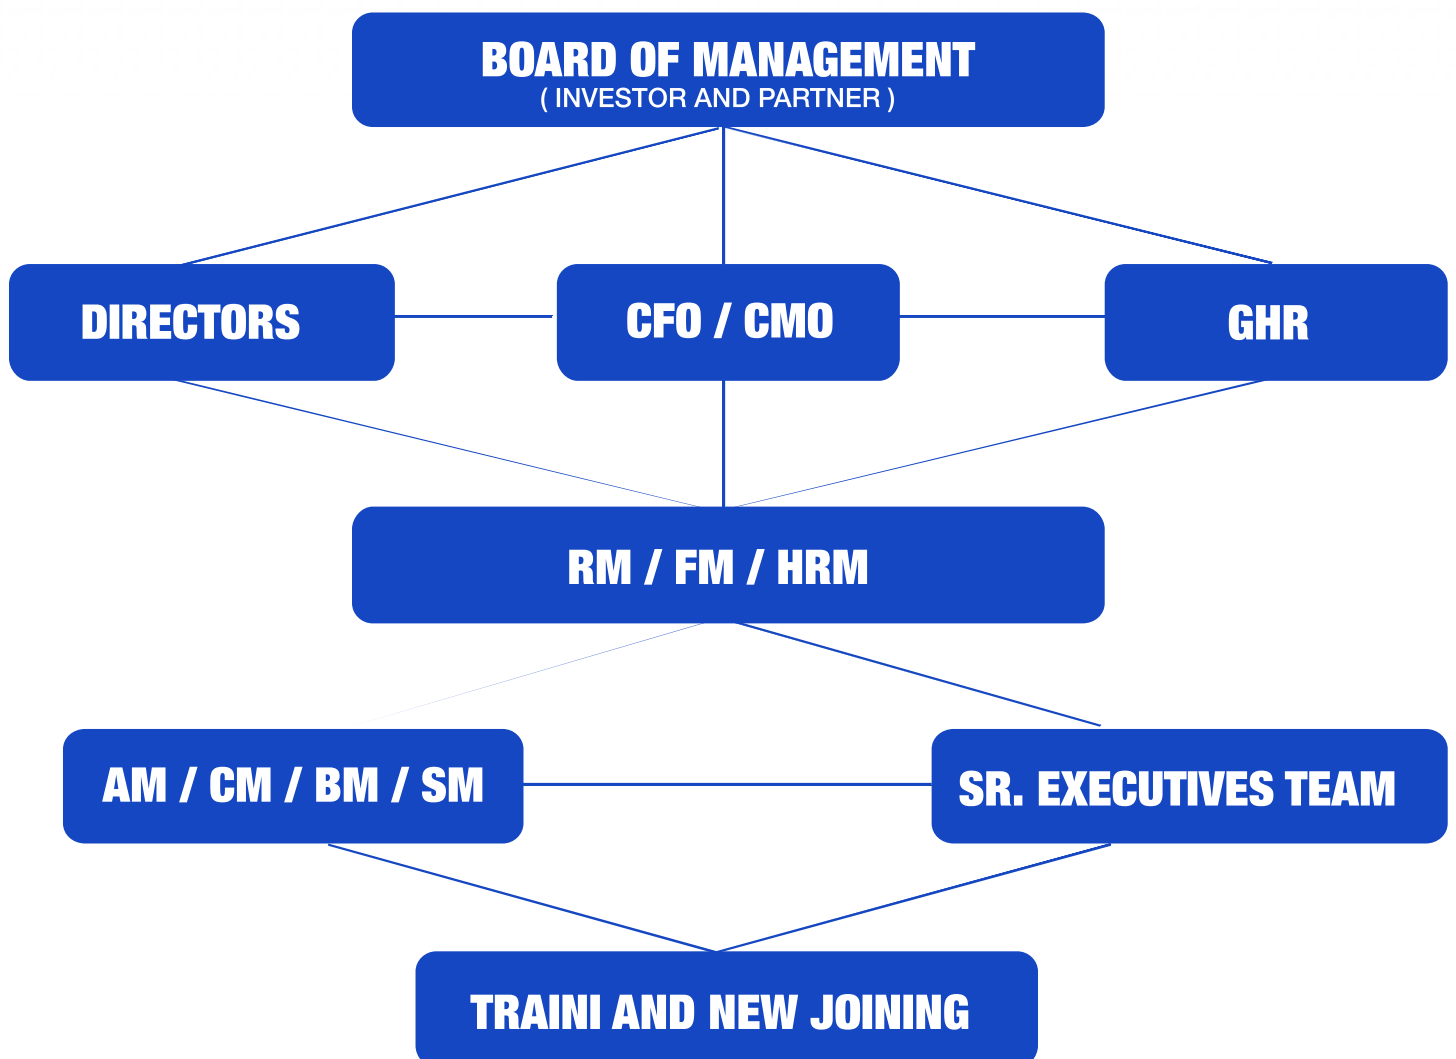 BOARD OF MANAGEMENT
( INVESTOR AND PARTNER )
DIRECTORS
CFO / CMO
GHR
RM / FM / HRM
AM / CM / BM / SM
SR. EXECUTIVES TEAM
TRAINI AND NEW JOINING